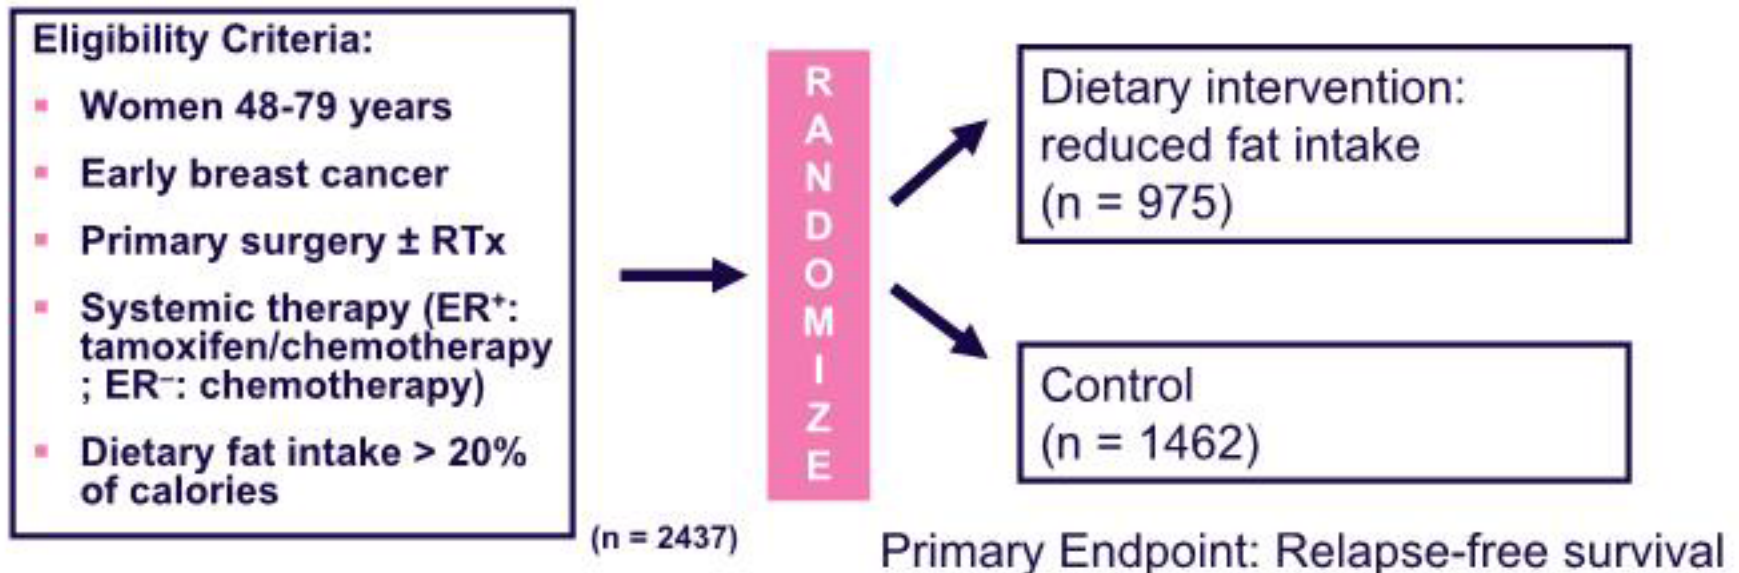 Eligibility Criteria:
▪ Women 48-79 years
▪ Early breast cancer
▪ Primary surgery ± RTx
▪ Systemic therapy (ER⁺:
tamoxifen/chemotherapy
; ER⁻: chemotherapy)
▪ Dietary fat intake > 20%
of calories
(n = 2437)
RANDOMIZE
Dietary intervention:
reduced fat intake
(n = 975)
Control
(n = 1462)
Primary Endpoint: Relapse-free survival